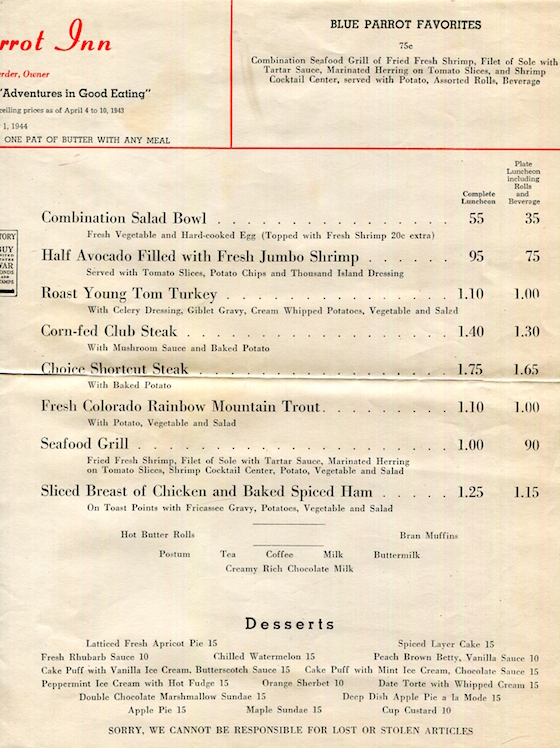 rrot Inn
rder, Owner
"Adventures in Good Eating"
ceiling prices as of April 4 to 10, 1943
1, 1944
ONE PAT OF BUTTER WITH ANY MEAL
BLUE PARROT FAVORITES
75c
Combination Seafood Grill of Fried Fresh Shrimp, Filet of Sole with
Tartar Sauce, Marinated Herring on Tomato Slices, and Shrimp
Cocktail Center, served with Potato, Assorted Rolls, Beverage
Complete
Luncheon
Plate
Luncheon
including
Rolls
and
Beverage
Combination Salad Bowl . . . . . . . . . . . . . . . 55 35
Fresh Vegetable and Hard-cooked Egg (Topped with Fresh Shrimp 20c extra)
TORY
BUY
WAR
AND
Half Avocado Filled with Fresh Jumbo Shrimp . . . . . 95 75
Served with Tomato Slices, Potato Chips and Thousand Island Dressing
Roast Young Tom Turkey . . . . . . . . . . . . . . 1.10 1.00
With Celery Dressing, Giblet Gravy, Cream Whipped Potatoes, Vegetable and Salad
Corn-fed Club Steak . . . . . . . . . . . . . . . . 1.40 1.30
With Mushroom Sauce and Baked Potato
Choice Shortcut Steak . . . . . . . . . . . . . . . 1.75 1.65
With Baked Potato
Fresh Colorado Rainbow Mountain Trout. . . . . . . . 1.10 1.00
With Potato, Vegetable and Salad
Seafood Grill . . . . . . . . . . . . . . . . . . . 1.00 90
Fried Fresh Shrimp, Filet of Sole with Tartar Sauce, Marinated Herring
on Tomato Slices, Shrimp Cocktail Center, Potato, Vegetable and Salad
Sliced Breast of Chicken and Baked Spiced Ham . . . . . 1.25 1.15
On Toast Points with Fricassee Gravy, Potatoes, Vegetable and Salad
Hot Butter Rolls Bran Muffins
Postum Tea Coffee Milk Buttermilk
Creamy Rich Chocolate Milk
Desserts
Latticed Fresh Apricot Pie 15 Spiced Layer Cake 15
Fresh Rhubarb Sauce 10 Chilled Watermelon 15 Peach Brown Betty, Vanilla Sauce 10
Cake Puff with Vanilla Ice Cream, Butterscotch Sauce 15 Cake Puff with Mint Ice Cream, Chocolate Sauce 15
Peppermint Ice Cream with Hot Fudge 15 Orange Sherbet 10 Date Torte with Whipped Cream 15
Double Chocolate Marshmallow Sundae 15 Deep Dish Apple Pie a la Mode 15
Apple Pie 15 Maple Sundae 15 Cup Custard 10
SORRY, WE CANNOT BE RESPONSIBLE FOR LOST OR STOLEN ARTICLES